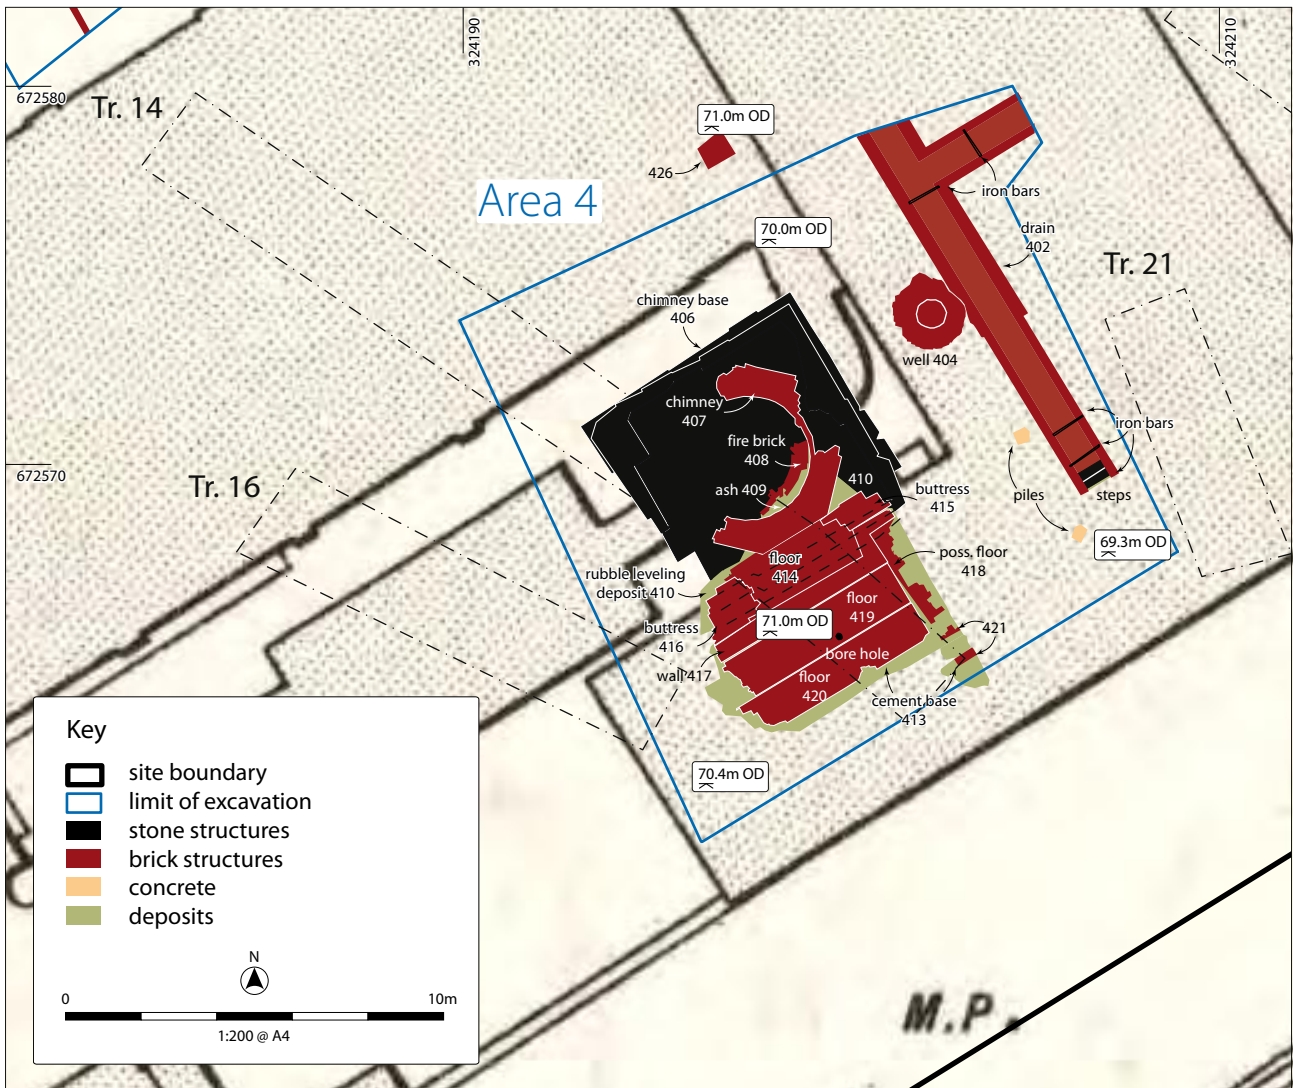 324190
324210
672580
Tr. 14
71.0m OD
426
Area 4
iron bars
70.0m OD
drain
402
Tr. 21
chimney base
406
well 404
chimney
407
iron bars
fire brick
408
672570
Tr. 16
ash 409
410
buttress
415
piles
steps
69.3m OD
poss. floor
418
floor
414
rubble leveling
deposit 410
floor
419
71.0m OD
buttress
416
421
bore hole
wall 417
floor
420
cement base
413
70.4m OD
Key
site boundary
limit of excavation
stone structures
brick structures
concrete
deposits
N
0
10m
1:200 @ A4
M.P.